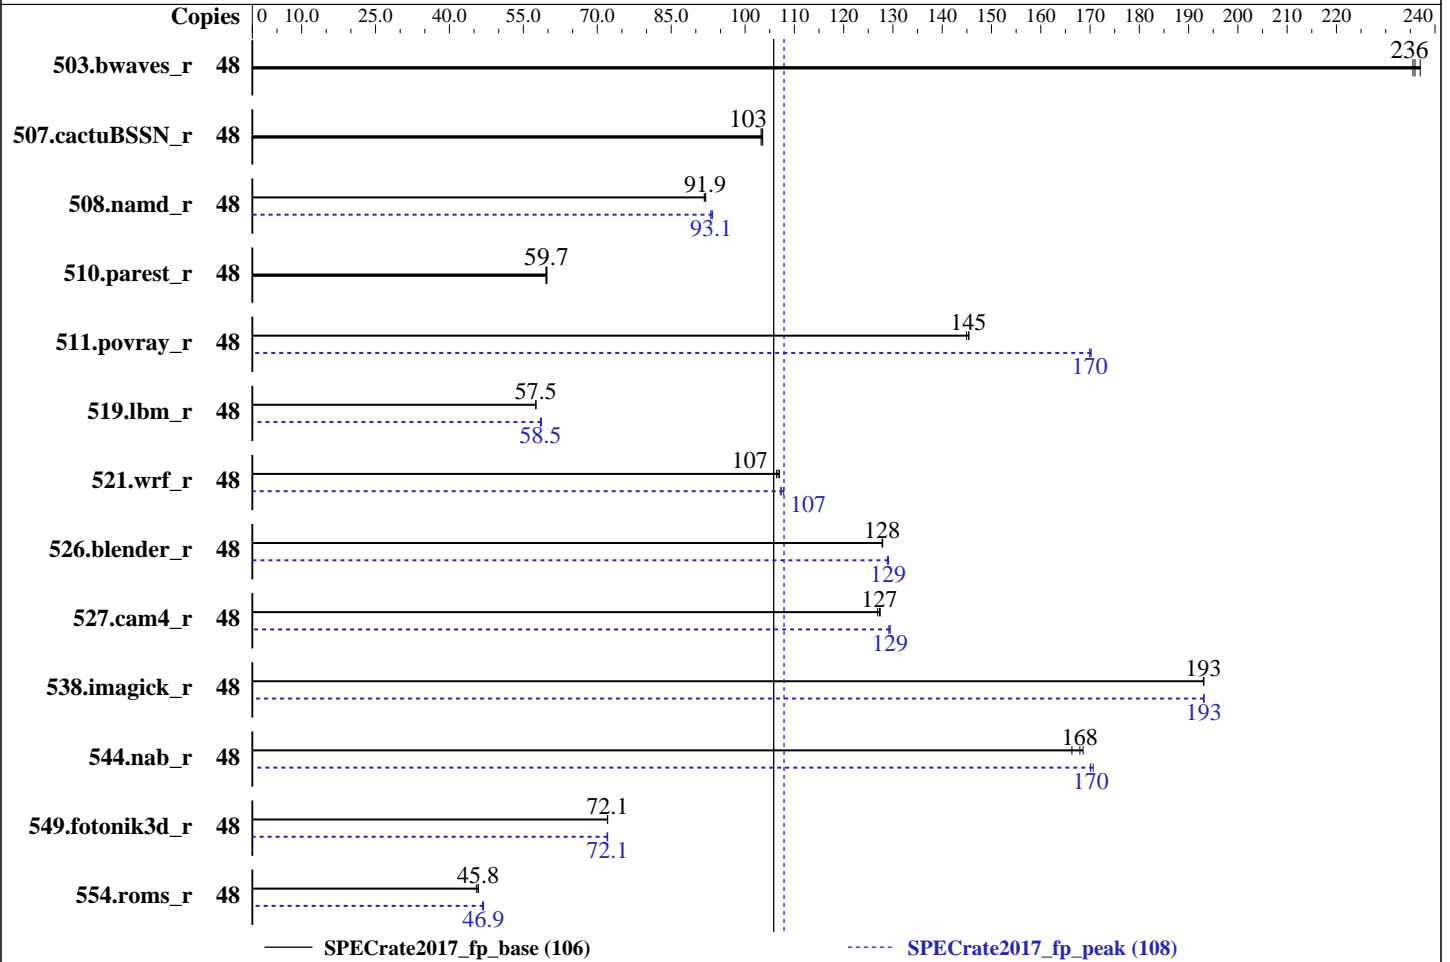 Copies 0 10.0 25.0 40.0 55.0 70.0 85.0 100 110 120 130 140 150 160 170 180 190 200 210 220 240
503.bwaves_r 48 236
507.cactuBSSN_r 48 103
508.namd_r 48 91.9
93.1
510.parest_r 48 59.7
511.povray_r 48 145
170
519.lbm_r 48 57.5
58.5
521.wrf_r 48 107
107
526.blender_r 48 128
129
527.cam4_r 48 127
129
538.imagick_r 48 193
193
544.nab_r 48 168
170
549.fotonik3d_r 48 72.1
72.1
554.roms_r 48 45.8
46.9
SPECrate2017_fp_base (106) SPECrate2017_fp_peak (108)